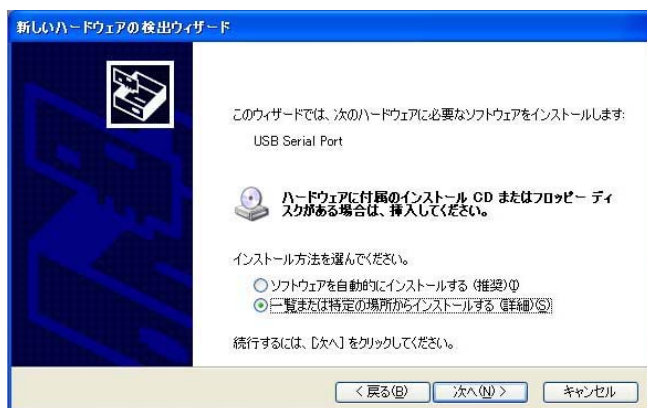 新しいハードウェアの検出ウィザード
このウィザードでは、次のハードウェアに必要なソフトウェアをインストールします:
USB Serial Port
ハードウェアに付属のインストール CD またはフロッピー ディ
スクがある場合は、挿入してください。
インストール方法を選んでください。
ソフトウェアを自動的にインストールする (推奨)(I)
一覧または特定の場所からインストールする (詳細)(S)
続行するには、[次へ] をクリックしてください。
< 戻る(B)
次へ(N) >
キャンセル